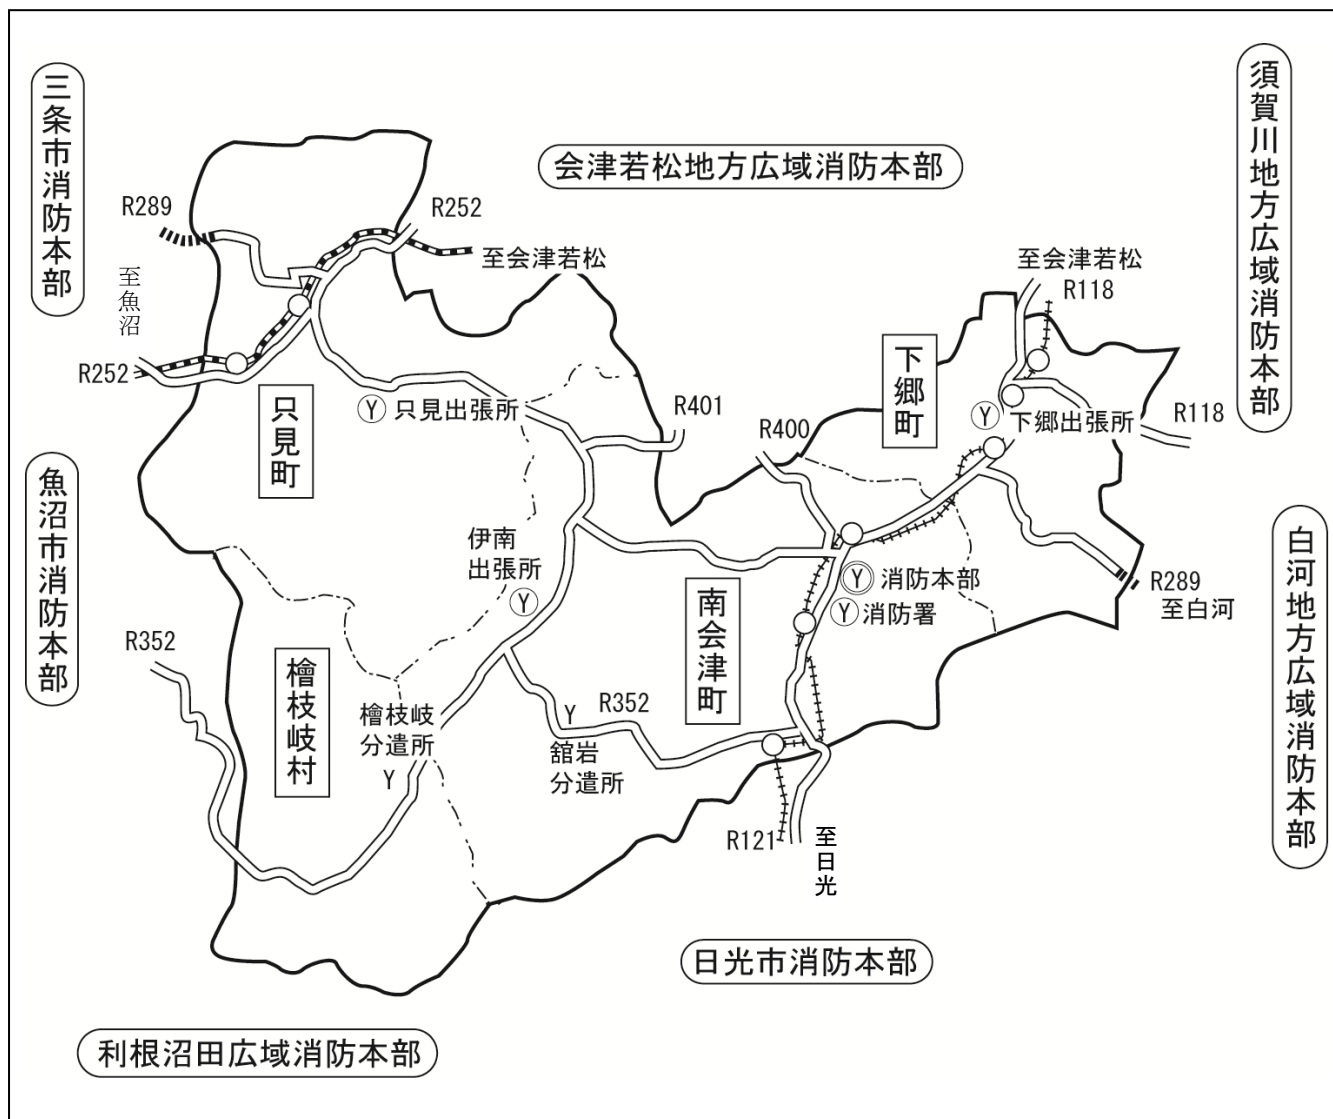 三条市消防本部
会津若松地方広域消防本部
須賀川地方広域消防本部
R289
R252
至会津若松
至会津若松
R118
至魚沼
R252
只見町
Y
只見出張所
R401
R400
下郷町
Y
下郷出張所
R118
魚沼市消防本部
伊南
出張所
Y
Y
消防本部
Y
消防署
R289
至白河
白河地方広域消防本部
R352
檜枝岐村
檜枝岐
分遣所
Y
Y
R352
舘岩
分遣所
南会津町
R121
至日光
日光市消防本部
利根沼田広域消防本部